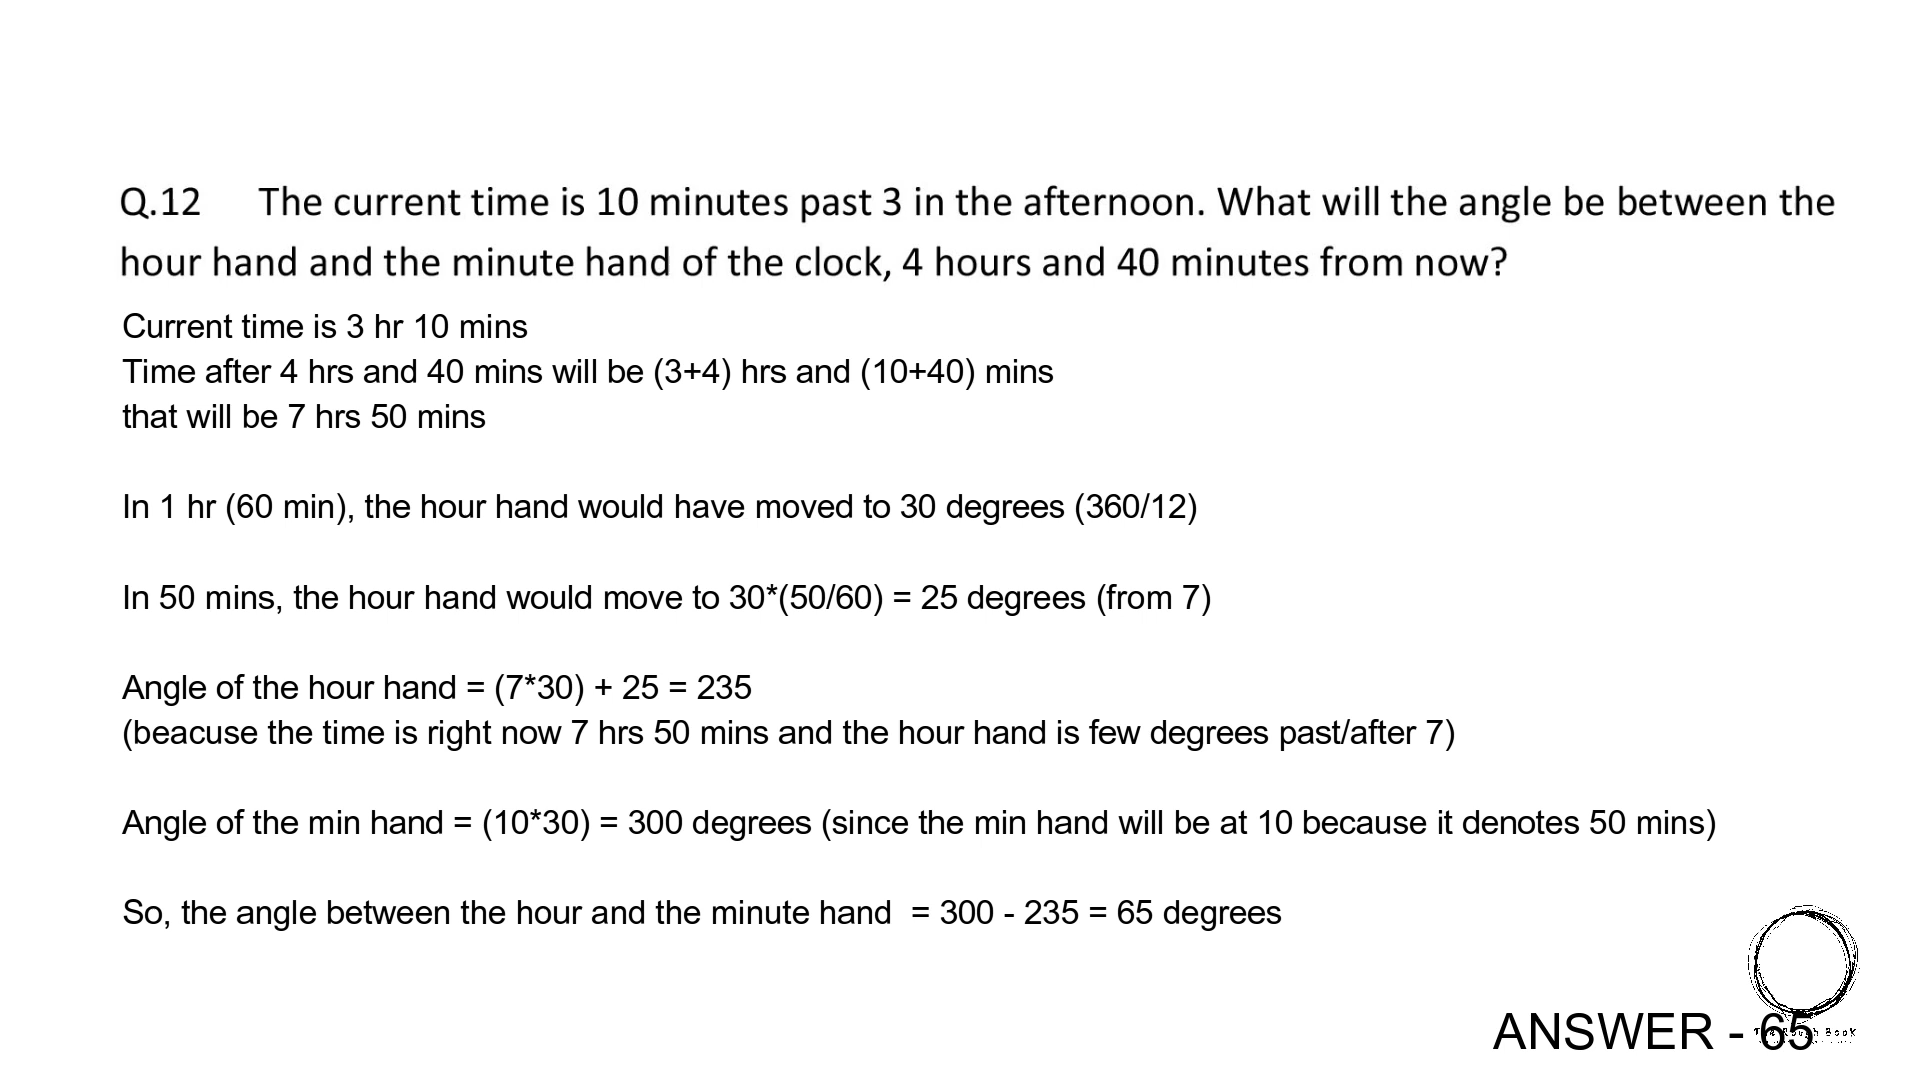 Q.12 The current time is 10 minutes past 3 in the afternoon. What will the angle be between the
hour hand and the minute hand of the clock, 4 hours and 40 minutes from now?
Current time is 3 hr 10 mins
Time after 4 hrs and 40 mins will be (3+4) hrs and (10+40) mins
that will be 7 hrs 50 mins
In 1 hr (60 min), the hour hand would have moved to 30 degrees (360/12)
In 50 mins, the hour hand would move to 30*(50/60) = 25 degrees (from 7)
Angle of the hour hand = (7*30) + 25 = 235
(beacuse the time is right now 7 hrs 50 mins and the hour hand is few degrees past/after 7)
Angle of the min hand = (10*30) = 300 degrees (since the min hand will be at 10 because it denotes 50 mins)
So, the angle between the hour and the minute hand = 300 - 235 = 65 degrees
ANSWER - 65
Book